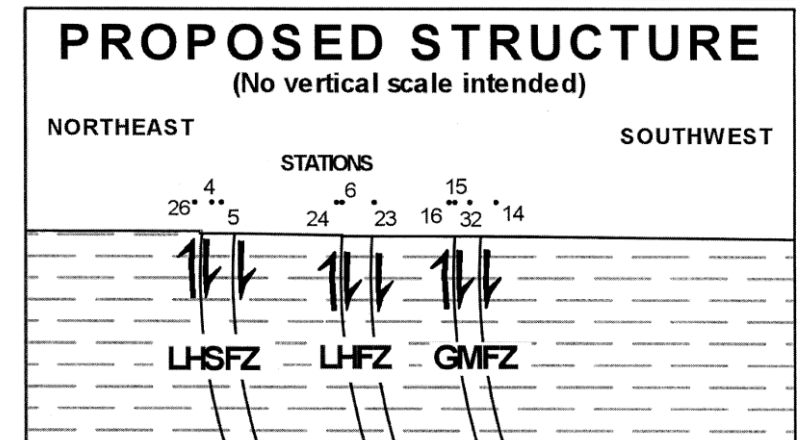 PROPOSED STRUCTURE
(No vertical scale intended)
NORTHEAST
SOUTHWEST
STATIONS
26 4 5 24 6 23 16 15 32 14
LHSFZ LHFZ GMFZ